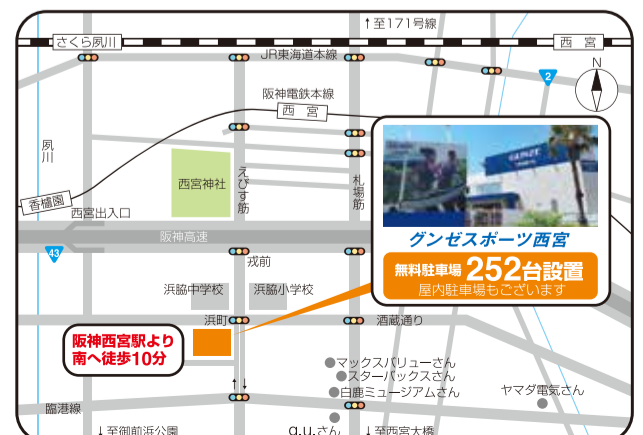 ↑至171号線
さくら夙川
西宮
JR東海道本線
N
2
阪神電鉄本線
西宮
夙川
西宮神社
えびす筋
札場筋
香櫨園
西宮出入口
阪神高速
43
戎前
GUNZE
グンゼスポーツ西宮
無料駐車場 252台設置
屋内駐車場もございます
浜脇中学校
浜脇小学校
浜町
酒蔵通り
阪神西宮駅より
南へ徒歩10分
マックスバリューさん
スターバックスさん
白鹿ミュージアムさん
ヤマダ電気さん
↑↓
臨港線
↓至御前浜公園
g.u.さん
↓至西宮大橋